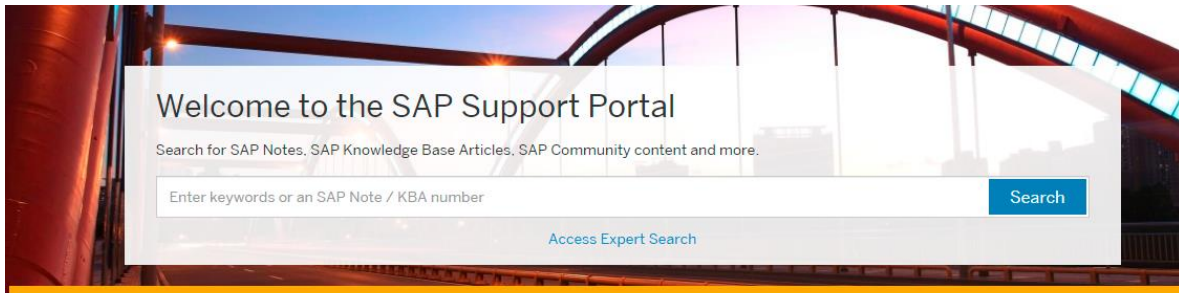 Welcome to the SAP Support Portal
Search for SAP Notes, SAP Knowledge Base Articles, SAP Community content and more.
Enter keywords or an SAP Note / KBA number
Search
Access Expert Search